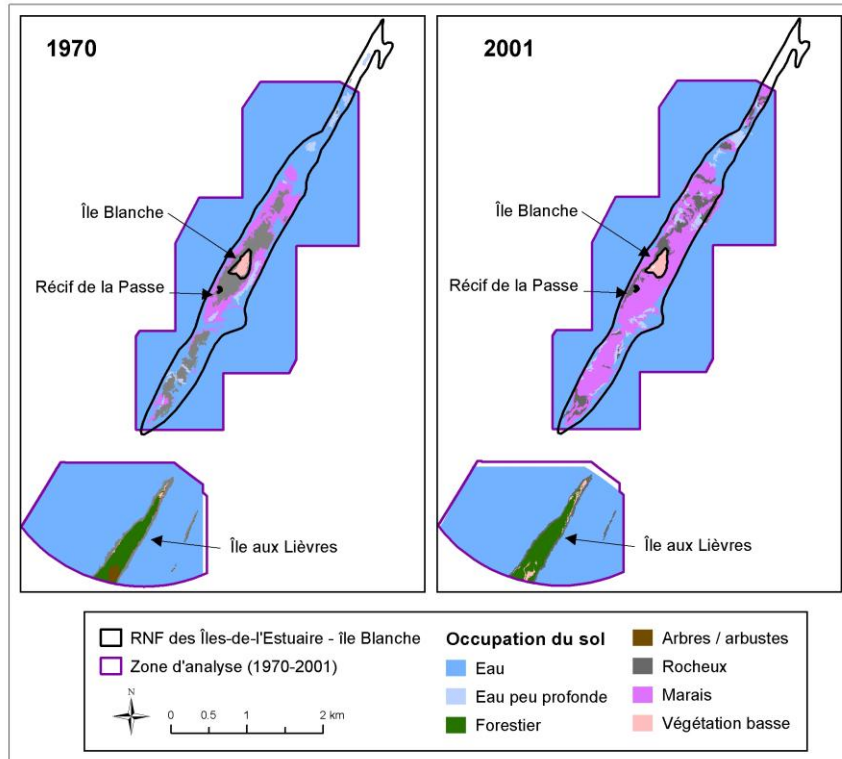 1970
Île Blanche
Récif de la Passe
Île aux Lièvres
2001
Île Blanche
Récif de la Passe
Île aux Lièvres
RNF des Îles-de-l'Estuaire - île Blanche
Zone d'analyse (1970-2001)
N
0 0.5 1 2 km
Occupation du sol
Eau
Eau peu profonde
Forestier
Arbres / arbustes
Rocheux
Marais
Végétation basse